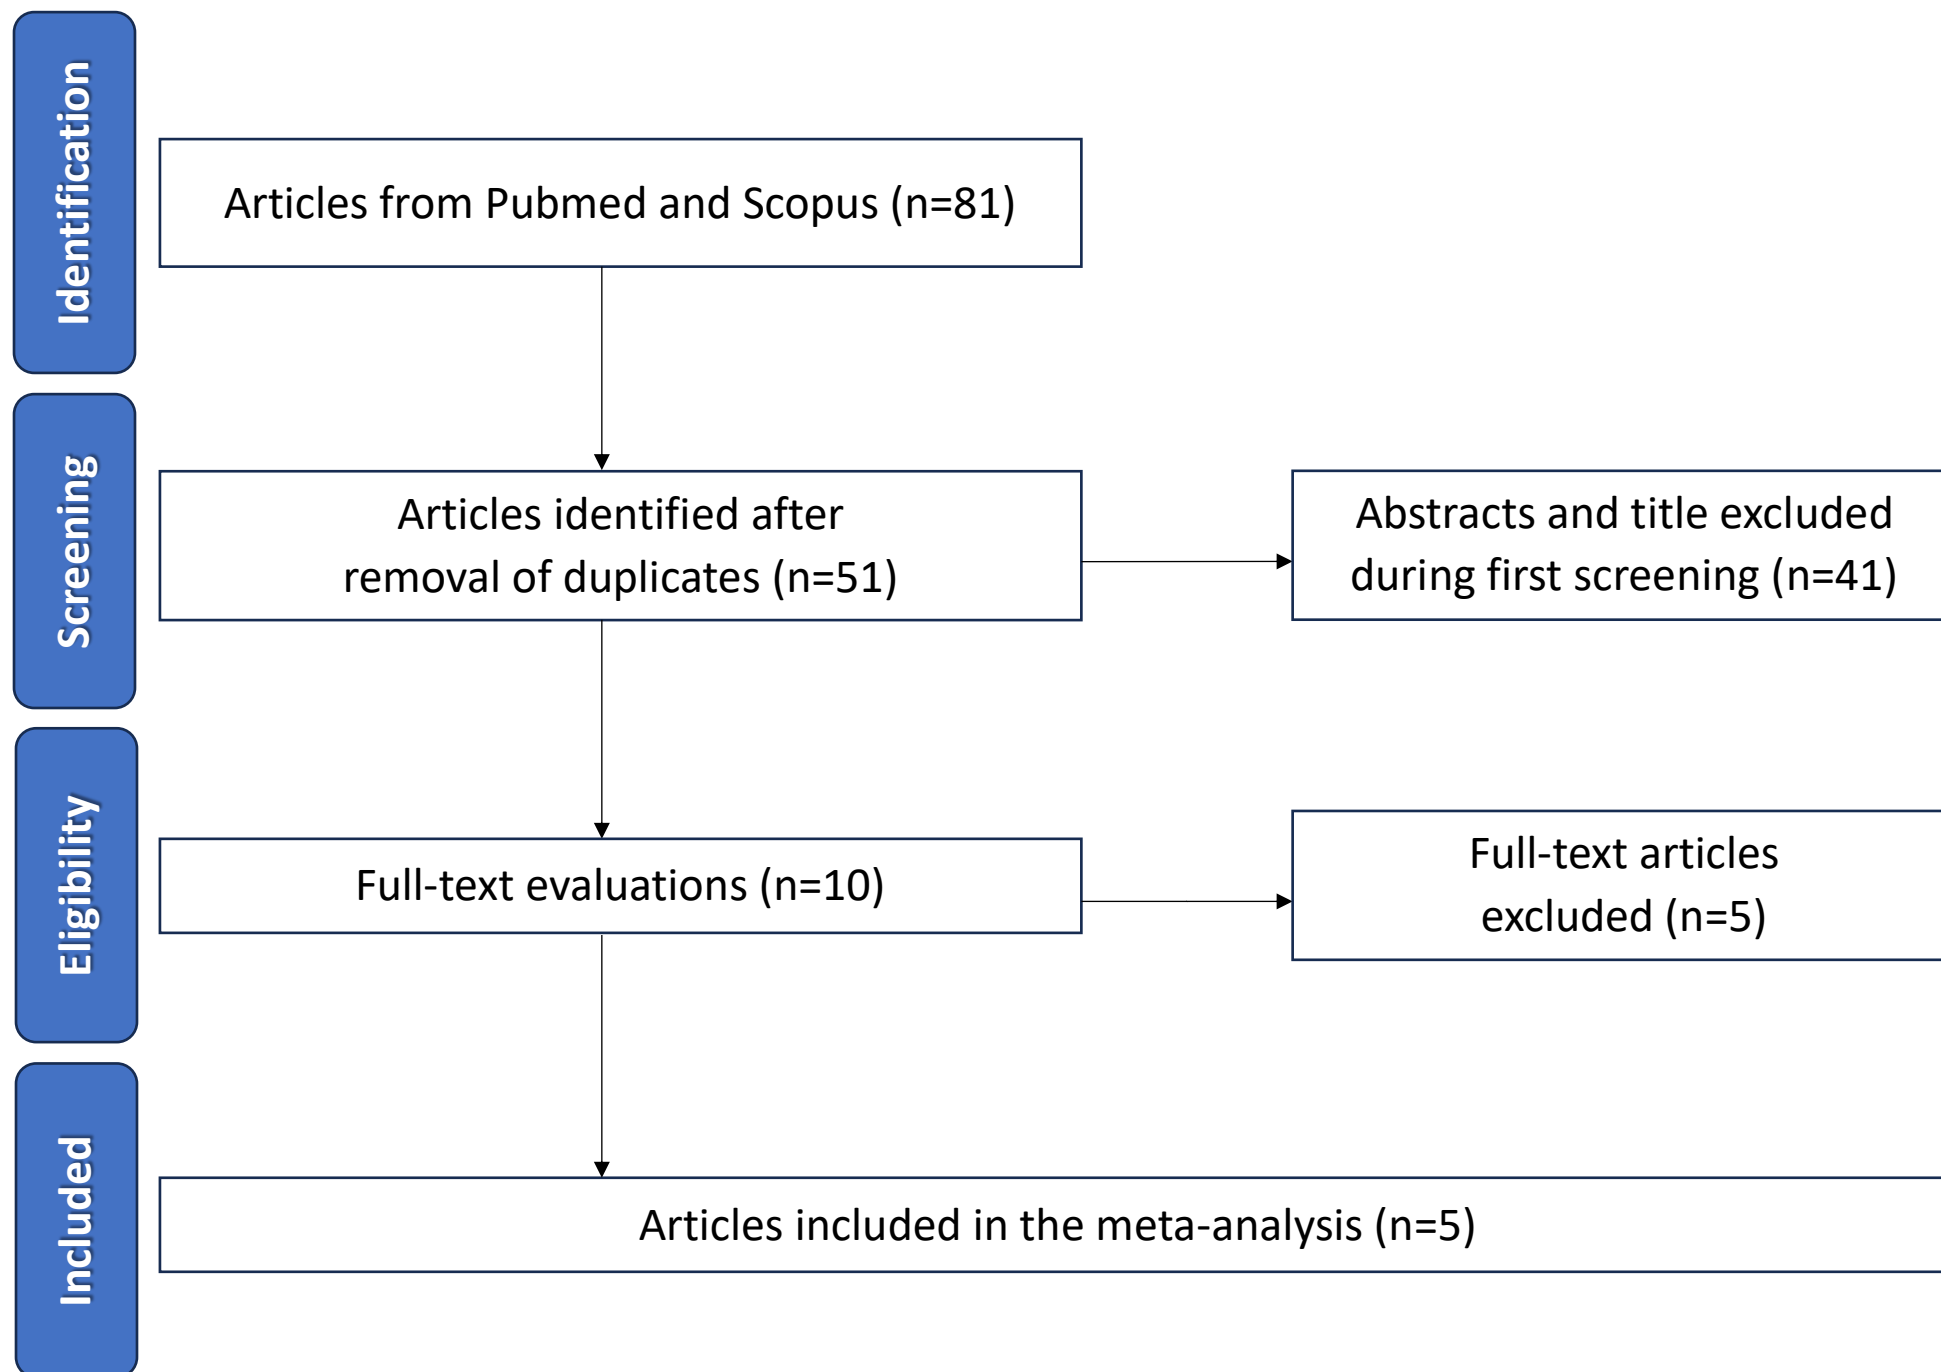 Identification
Articles from Pubmed and Scopus (n=81)
Screening
Articles identified after
removal of duplicates (n=51)
Abstracts and title excluded
during first screening (n=41)
Eligibility
Full-text evaluations (n=10)
Full-text articles
excluded (n=5)
Included
Articles included in the meta-analysis (n=5)